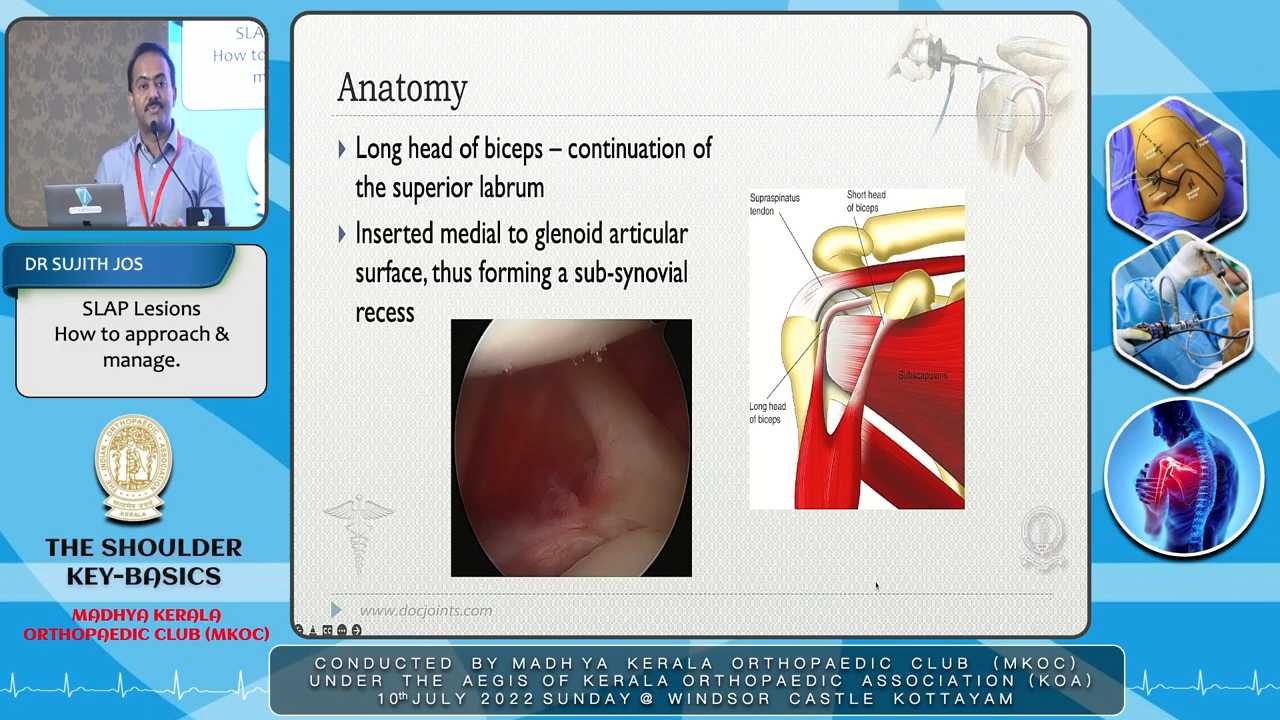 SLA
How to
m
DR SUJITH JOS
SLAP Lesions
How to approach &
manage.
THE SHOULDER
KEY-BASICS
MADHYA KERALA
ORTHOPAEDIC CLUB (MKOC)
Anatomy
Long head of biceps – continuation of
the superior labrum
Inserted medial to glenoid articular
surface, thus forming a sub-synovial
recess
Supraspinatus
tendon
Short head
of biceps
Subscapularis
Long head
of biceps
www.docjoints.com
CONDUCTED BY MADHYA KERALA ORTHOPAEDIC CLUB (MKOC)
UNDER THE AEGIS OF KERALA ORTHOPAEDIC ASSOCIATION (KOA)
10th JULY 2022 SUNDAY @ WINDSOR CASTLE KOTTAYAM